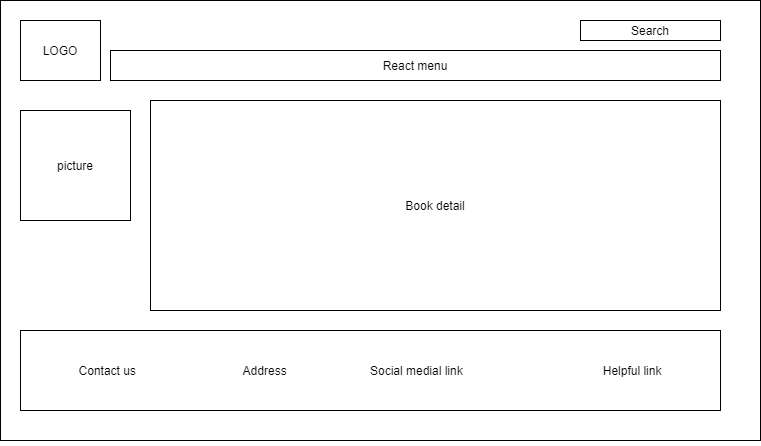 LOGO
Search
React menu
picture
Book detail
Contact us
Address
Social medial link
Helpful link